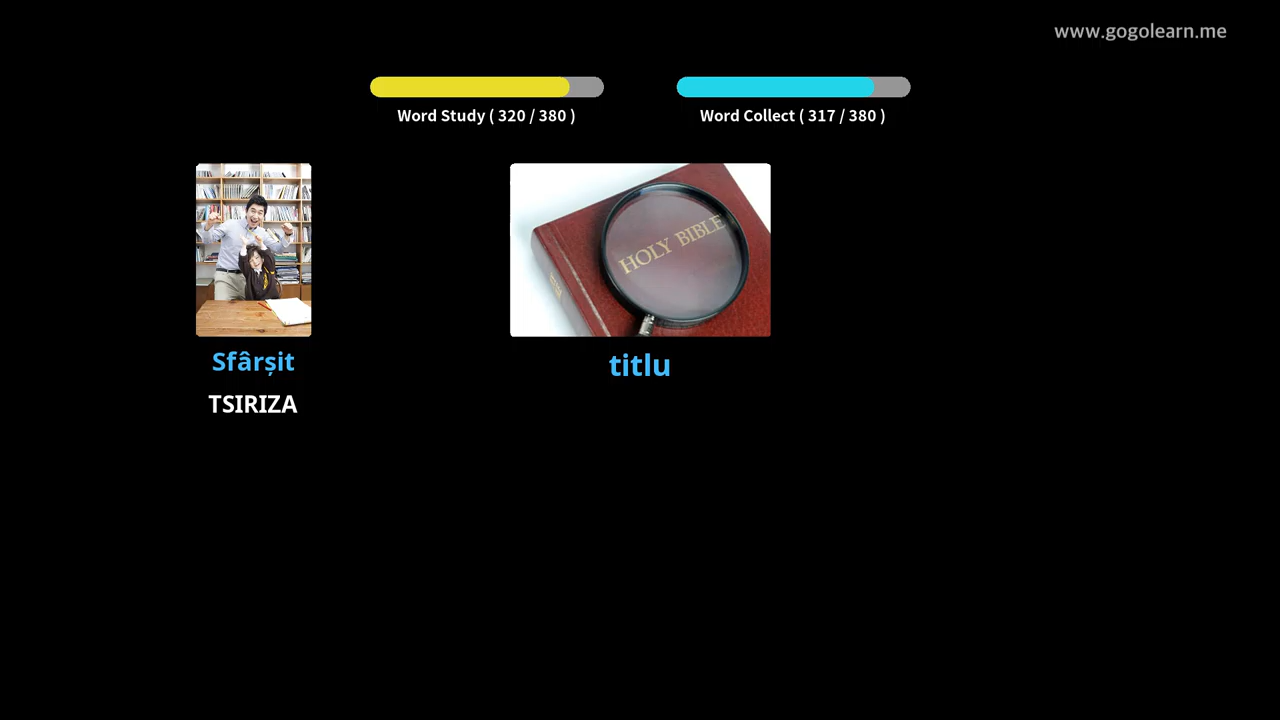 www.gogolearn.me
Word Study ( 320 / 380 )
Word Collect ( 317 / 380 )
HOLY BIBLE
Sfârșit
titlu
TSIRIZA